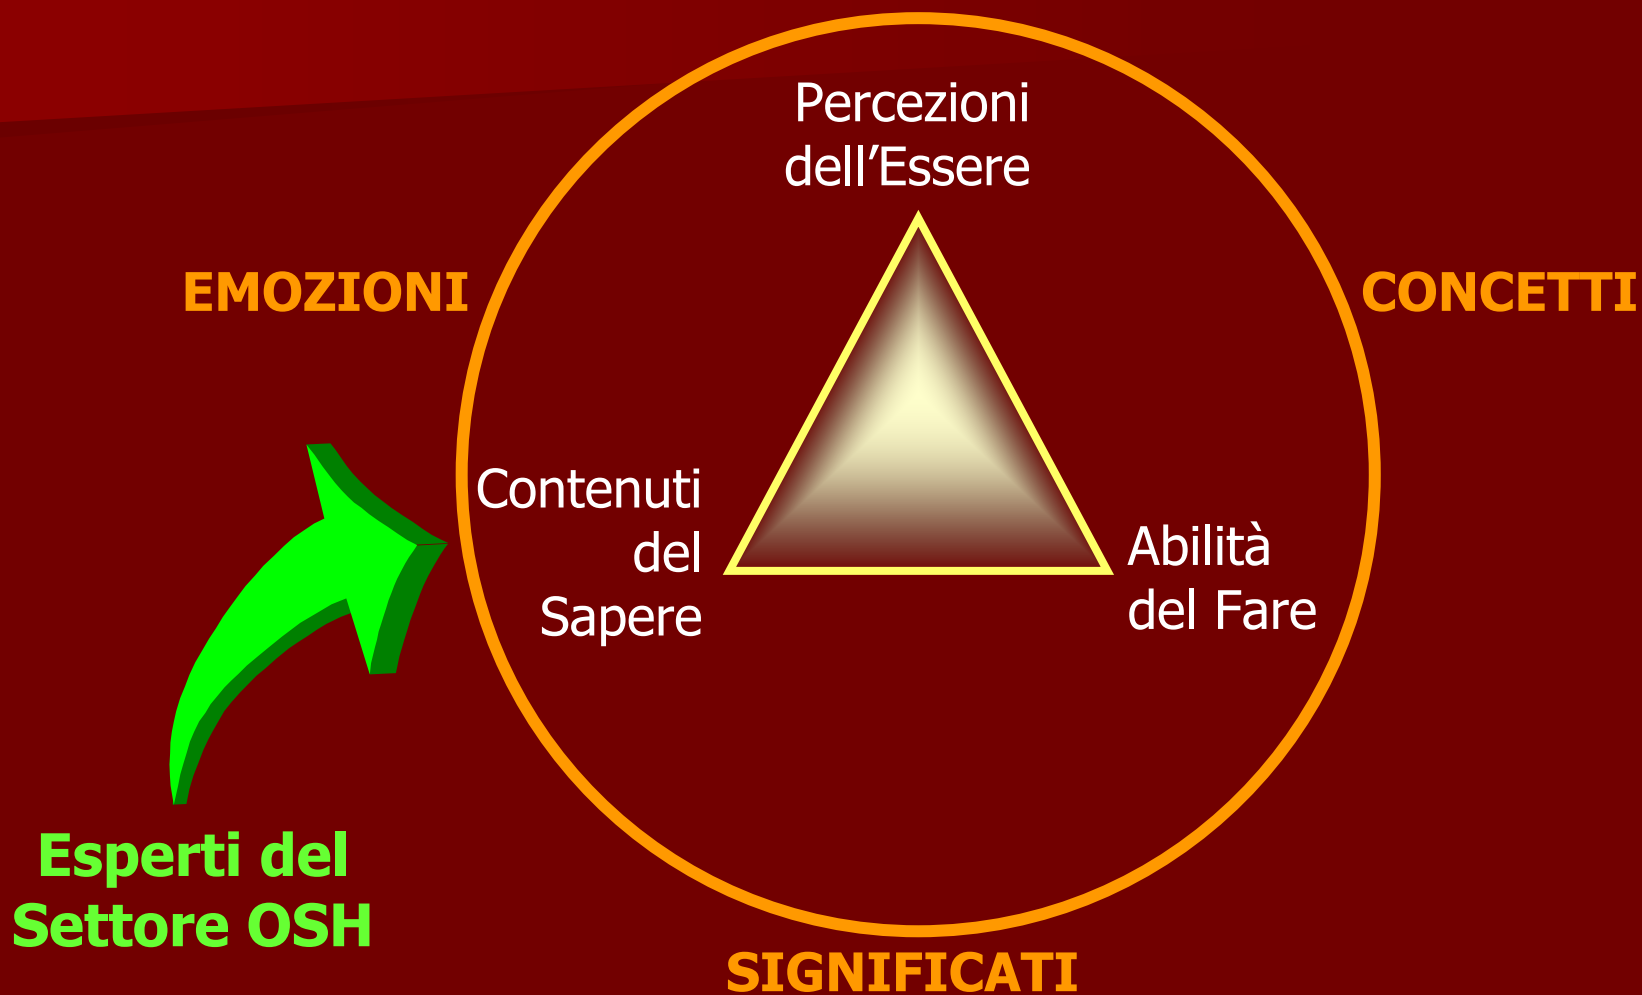 Percezioni
dell’Essere
EMOZIONI
CONCETTI
Contenuti
del
Sapere
Abilità
del Fare
Esperti del
Settore OSH
SIGNIFICATI